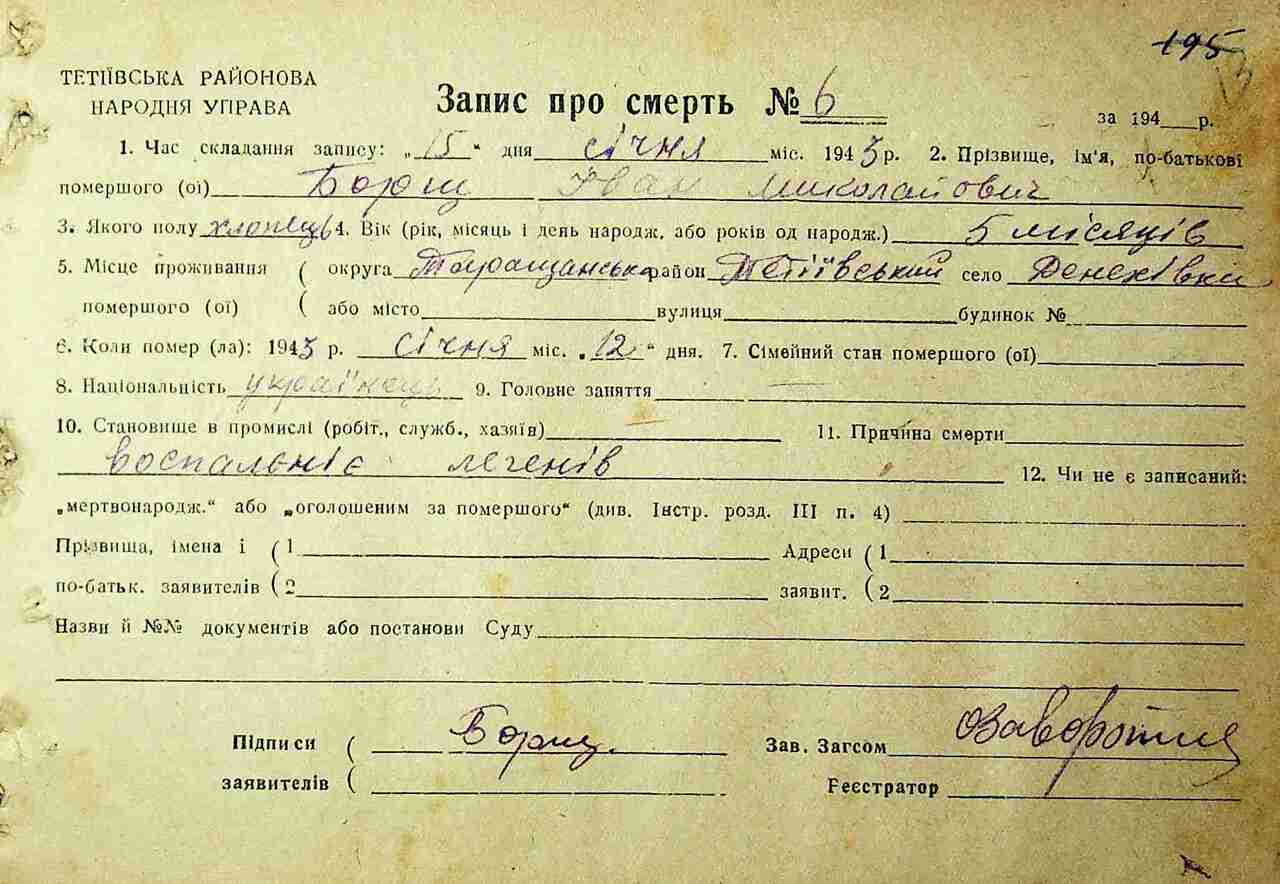 195
ТЕТІЇВСЬКА РАЙОНОВА
НАРОДНЯ УПРАВА
Запис про смерть № 6
за 194 р.
1. Час складання запису: „15“ дня січня міс. 1943 р. 2. Прізвище, ім'я, по-батькові
помершого (ої) Борщ Іван Миколайович
3. Якого полу хлопець 4. Вік (рік, місяць і день народж. або років од народж.) 5 місяців
5. Місце проживання ( округа Таращанська район Тетіївський село Денехівка
помершого (ої) ( або місто вулиця будинок №
6. Коли помер (ла): 1943 р. січня міс. „12“ дня. 7. Сімейний стан помершого (ої)
8. Національність українець 9. Головне заняття
10. Становище в промислі (робіт., служб., хазяїв) 11. Причина смерти
воспальніє легенів 12. Чи не є записаний:
„мертвонародж.“ або „оголошеним за помершого“ (див. Інстр. розд. III п. 4)
Прізвища, імена і ( 1 Адреси ( 1
по-батьк. заявителів ( 2 заявит. ( 2
Назви й №№ документів або постанови Суду
Підписи ( Борщ. Зав. Загсом
заявителів ( Реєстратор